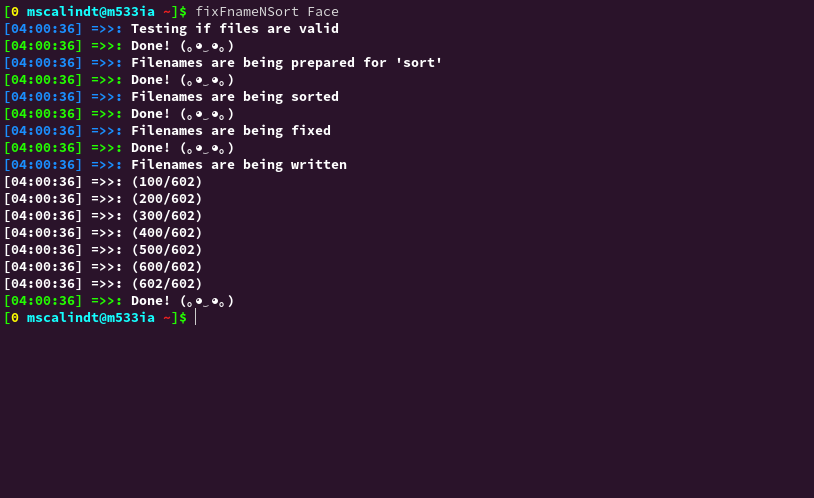 [0 mscalindt@m533ia ~]$ fixFnameNSort Face
[04:00:36] =>>: Testing if files are valid
[04:00:36] =>>: Done! (｡◕‿◕｡)
[04:00:36] =>>: Filenames are being prepared for 'sort'
[04:00:36] =>>: Done! (｡◕‿◕｡)
[04:00:36] =>>: Filenames are being sorted
[04:00:36] =>>: Done! (｡◕‿◕｡)
[04:00:36] =>>: Filenames are being fixed
[04:00:36] =>>: Done! (｡◕‿◕｡)
[04:00:36] =>>: Filenames are being written
[04:00:36] =>>: (100/602)
[04:00:36] =>>: (200/602)
[04:00:36] =>>: (300/602)
[04:00:36] =>>: (400/602)
[04:00:36] =>>: (500/602)
[04:00:36] =>>: (600/602)
[04:00:36] =>>: (602/602)
[04:00:36] =>>: Done! (｡◕‿◕｡)
[0 mscalindt@m533ia ~]$